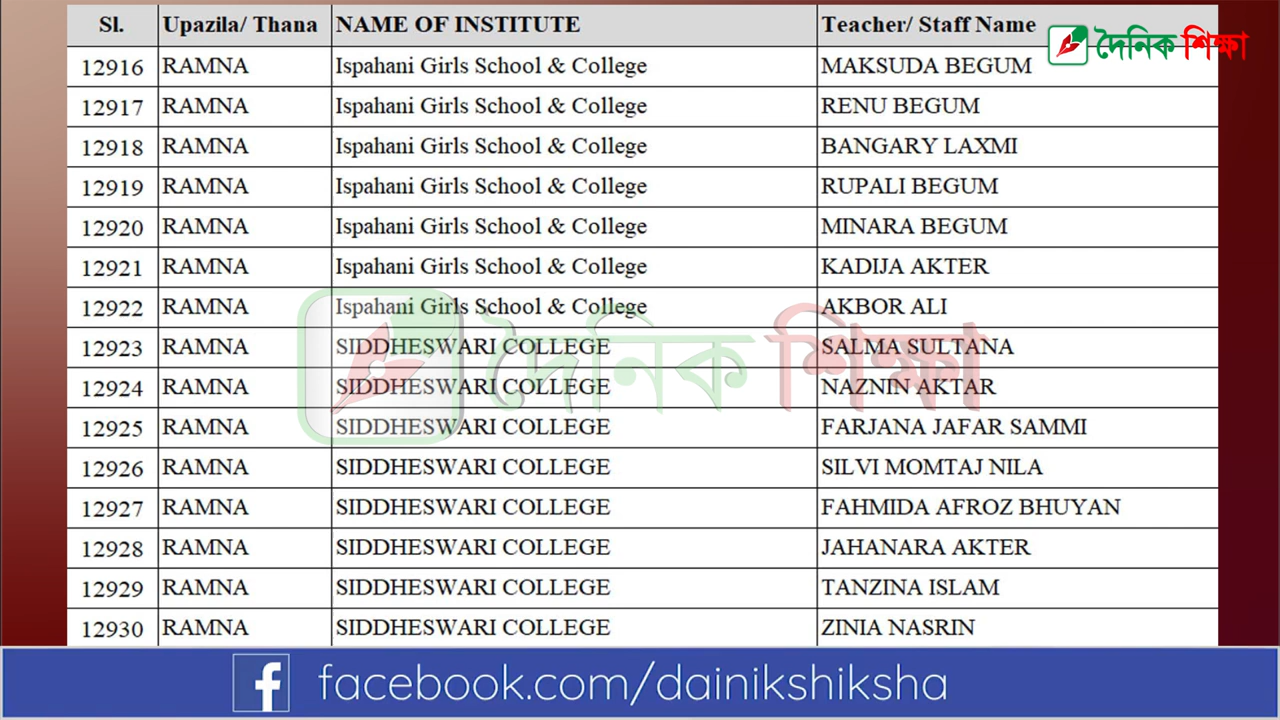 Sl. Upazila/ Thana NAME OF INSTITUTE Teacher/ Staff Name
দৈনিক শিক্ষা
12916 RAMNA Ispahani Girls School & College MAKSUDA BEGUM
12917 RAMNA Ispahani Girls School & College RENU BEGUM
12918 RAMNA Ispahani Girls School & College BANGARY LAXMI
12919 RAMNA Ispahani Girls School & College RUPALI BEGUM
12920 RAMNA Ispahani Girls School & College MINARA BEGUM
12921 RAMNA Ispahani Girls School & College KADIJA AKTER
12922 RAMNA Ispahani Girls School & College AKBOR ALI
12923 RAMNA SIDDHESWARI COLLEGE SALMA SULTANA
দৈনিক শিক্ষা
12924 RAMNA SIDDHESWARI COLLEGE NAZNIN AKTAR
12925 RAMNA SIDDHESWARI COLLEGE FARJANA JAFAR SAMMI
12926 RAMNA SIDDHESWARI COLLEGE SILVI MOMTAJ NILA
12927 RAMNA SIDDHESWARI COLLEGE FAHMIDA AFROZ BHUYAN
12928 RAMNA SIDDHESWARI COLLEGE JAHANARA AKTER
12929 RAMNA SIDDHESWARI COLLEGE TANZINA ISLAM
12930 RAMNA SIDDHESWARI COLLEGE ZINIA NASRIN
f facebook.com/dainikshiksha